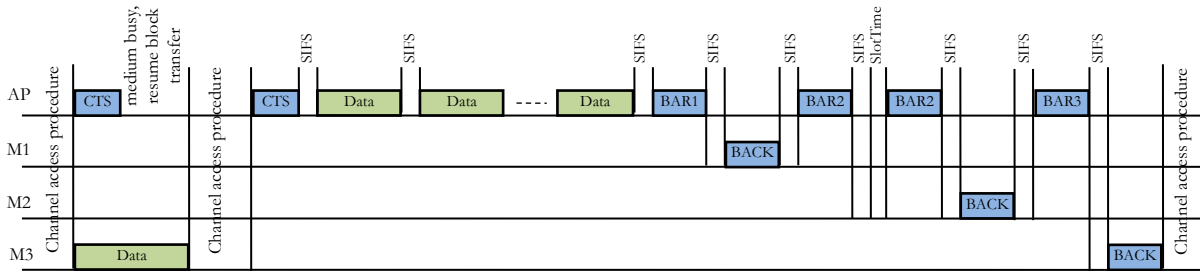 medium busy,
resume block
transfer
SIFS
SIFS
SIFS
SIFS
SIFS
SIFS
SlotTime
SIFS
SIFS
SIFS
Channel access procedure
Channel access procedure
Channel access procedure
AP
CTS
CTS
Data
Data
Data
BAR1
BAR2
BAR2
BAR3
M1
BACK
M2
BACK
M3
Data
BACK